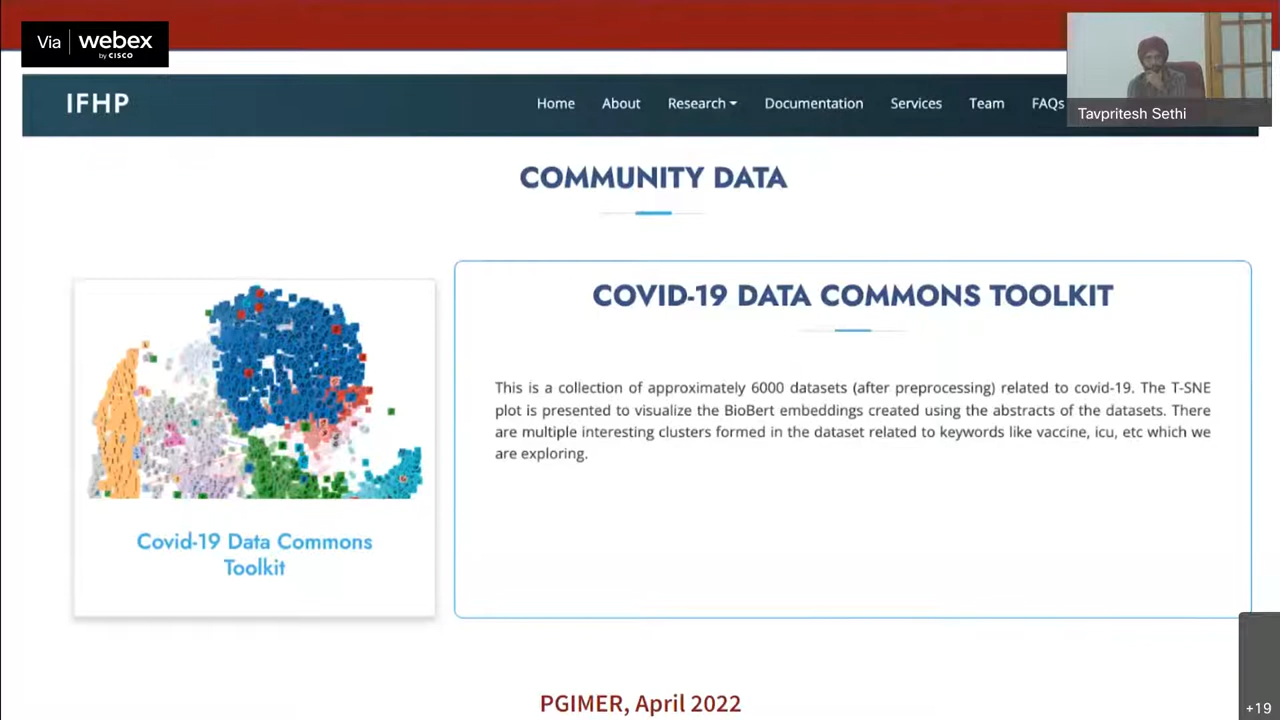 Via webex
by CISCO
Tavpritesh Sethi
IFHP
Home About Research Documentation Services Team FAQs
COMMUNITY DATA
COVID-19 DATA COMMONS TOOLKIT
This is a collection of approximately 6000 datasets (after preprocessing) related to covid-19. The T-SNE
plot is presented to visualize the BioBert embeddings created using the abstracts of the datasets. There
are multiple interesting clusters formed in the dataset related to keywords like vaccine, icu, etc which we
are exploring.
Covid-19 Data Commons
Toolkit
PGIMER, April 2022
+19